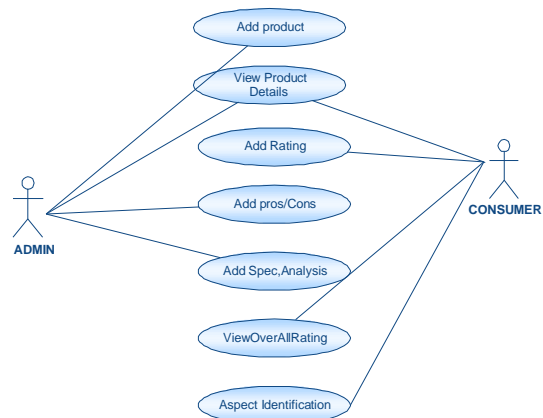 Add product
View Product
Details
Add Rating
Add pros/Cons
Add Spec,Analysis
ViewOverAllRating
Aspect Identification
ADMIN
CONSUMER